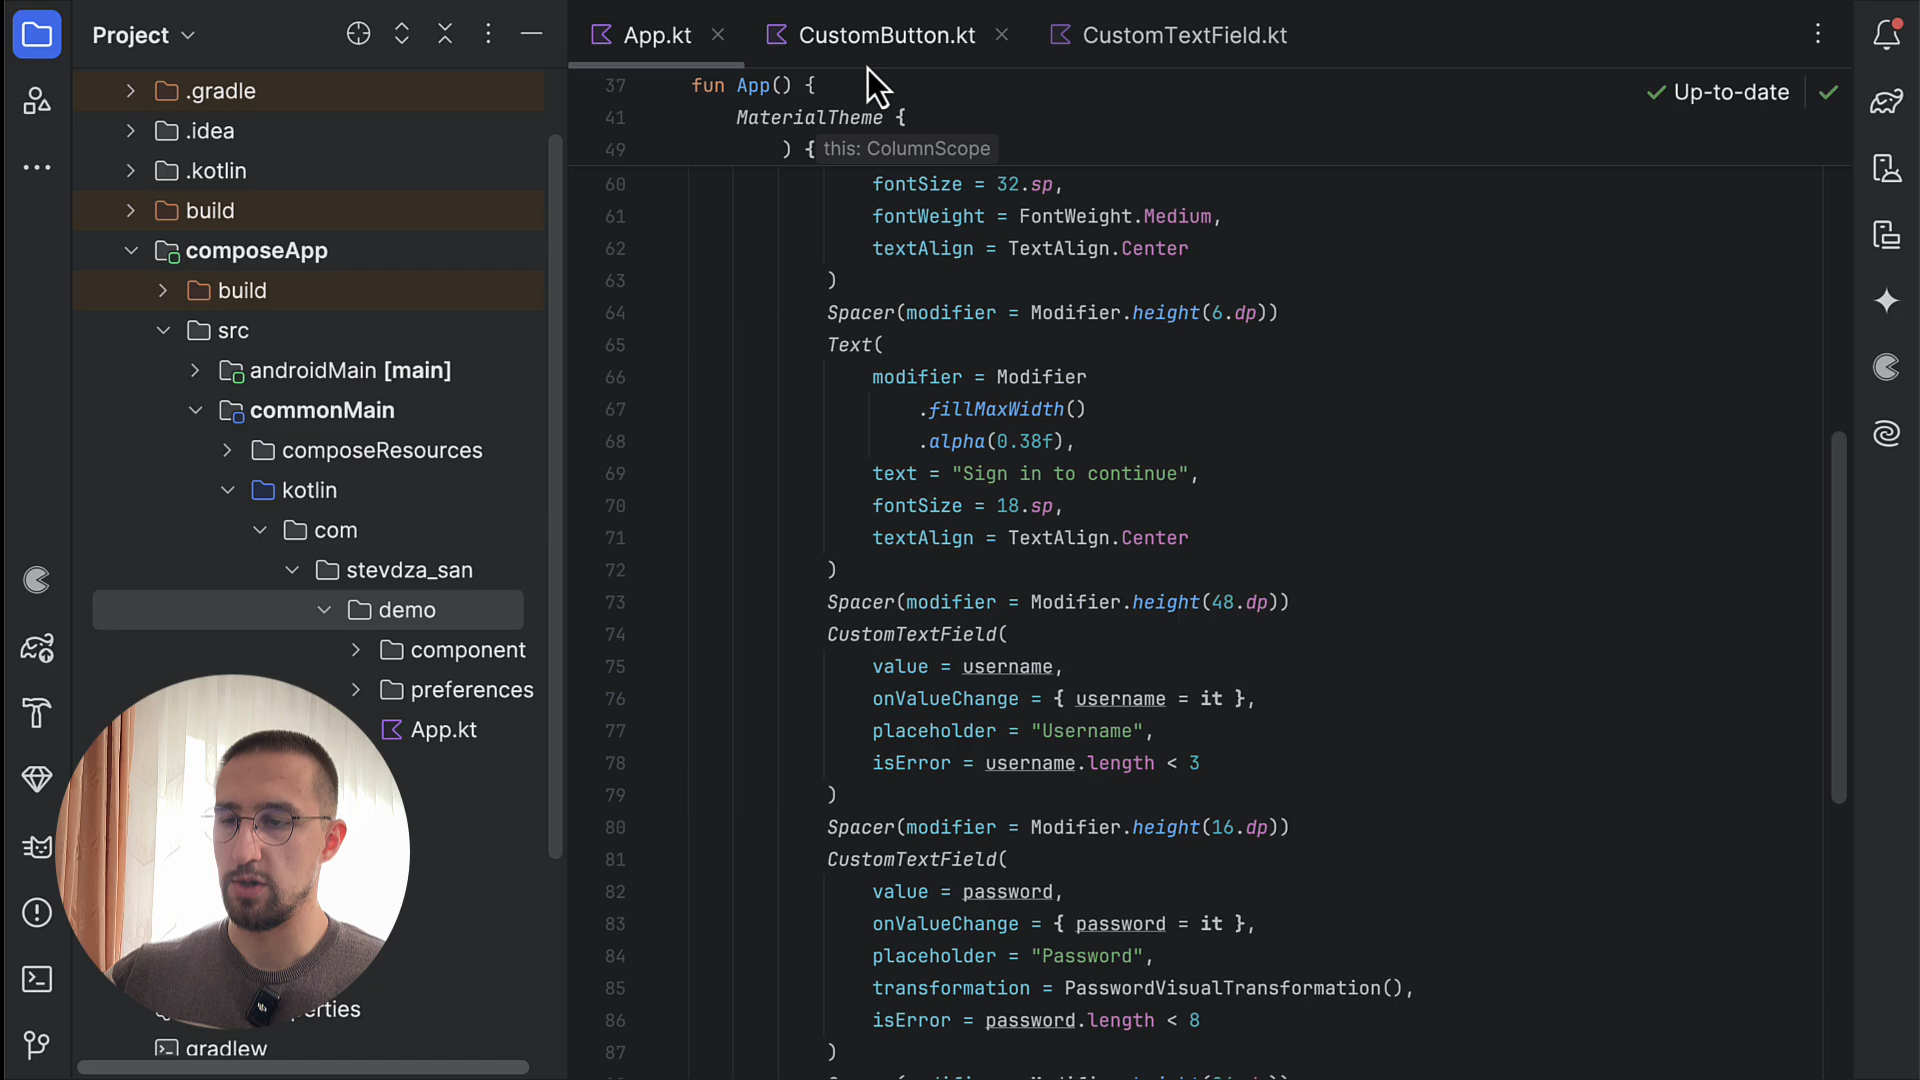 Project
App.kt
CustomButton.kt
CustomTextField.kt
.gradle
.idea
.kotlin
build
composeApp
build
src
androidMain [main]
commonMain
composeResources
kotlin
com
stevdza_san
demo
component
preferences
App.kt
erties
gradlew
Up-to-date
37 fun App() {
41 MaterialTheme {
49 ) { this: ColumnScope
60 fontSize = 32.sp,
61 fontWeight = FontWeight.Medium,
62 textAlign = TextAlign.Center
63 )
64 Spacer(modifier = Modifier.height(6.dp))
65 Text(
66 modifier = Modifier
67 .fillMaxWidth()
68 .alpha(0.38f),
69 text = "Sign in to continue",
70 fontSize = 18.sp,
71 textAlign = TextAlign.Center
72 )
73 Spacer(modifier = Modifier.height(48.dp))
74 CustomTextField(
75 value = username,
76 onValueChange = { username = it },
77 placeholder = "Username",
78 isError = username.length < 3
79 )
80 Spacer(modifier = Modifier.height(16.dp))
81 CustomTextField(
82 value = password,
83 onValueChange = { password = it },
84 placeholder = "Password",
85 transformation = PasswordVisualTransformation(),
86 isError = password.length < 8
87 )